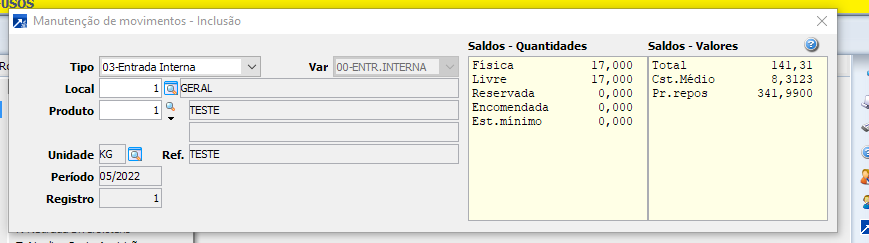 USOS
Manutenção de movimentos - Inclusão
Tipo 03-Entrada Interna Var 00-ENTR.INTERNA
Local 1 GERAL
Produto 1 TESTE
Unidade KG Ref. TESTE
Período 05/2022
Registro 1
Saldos - Quantidades
Física 17,000
Livre 17,000
Reservada 0,000
Encomendada 0,000
Est.mínimo 0,000
Saldos - Valores
Total 141,31
Cst.Médio 8,3123
Pr.repos 341,9900